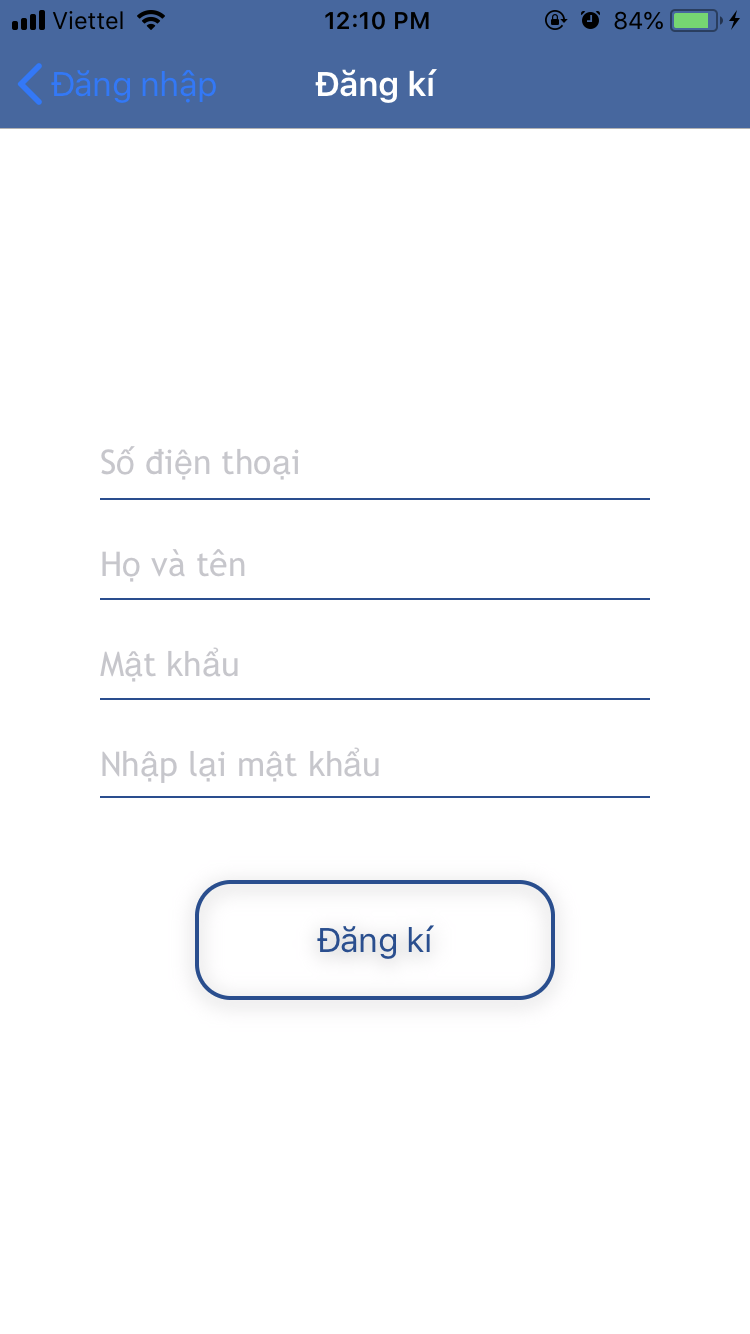 Viettel 12:10 PM 84%
Đăng nhập Đăng kí
Số điện thoại
Họ và tên
Mật khẩu
Nhập lại mật khẩu
Đăng kí